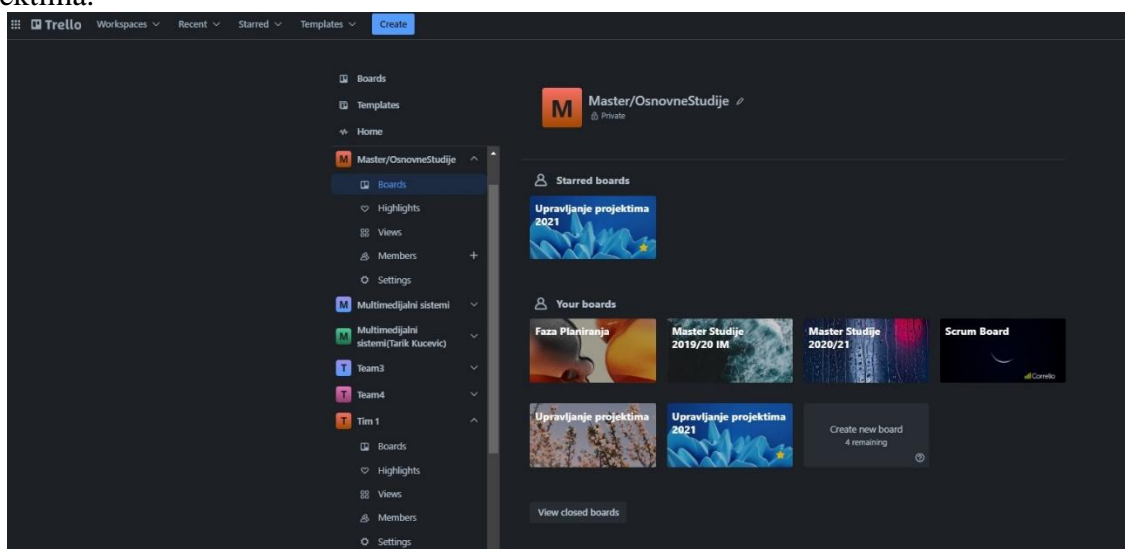 ektima.
Trello Workspaces Recent Starred Templates Create
Boards
Templates
Home
M Master/OsnovneStudije
Boards
Highlights
Views
Members +
Settings
M Multimedijalni sistemi
M Multimedijalni
sistemi(Tarik Kucevic)
T Team3
T Team4
T Tim 1
Boards
Highlights
Views
Members
Settings
M Master/OsnovneStudije
Private
Starred boards
Upravljanje projektima
2021
Your boards
Faza Planiranja
Master Studije
2019/20 IM
Master Studije
2020/21
Scrum Board
Correlio
Upravljanje projektima
Upravljanje projektima
2021
Create new board
4 remaining
View closed boards